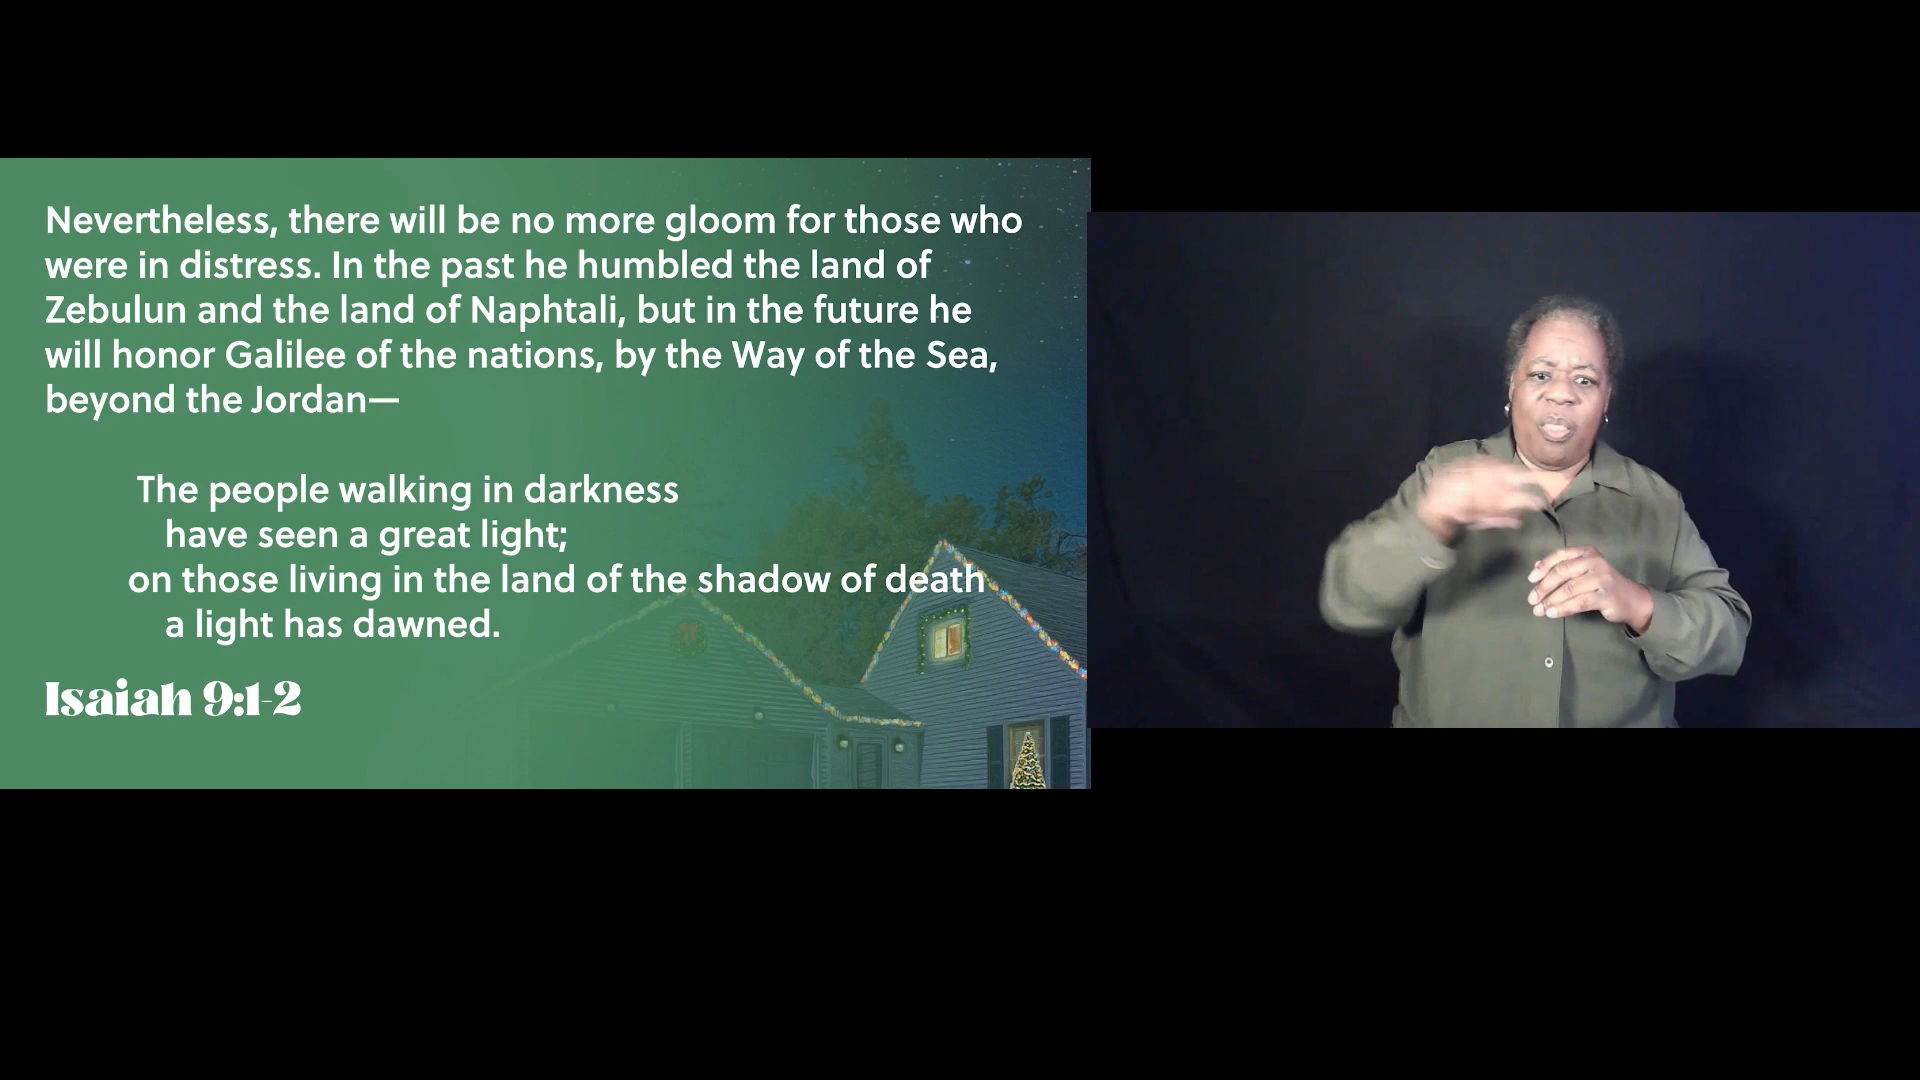 Nevertheless, there will be no more gloom for those who
were in distress. In the past he humbled the land of
Zebulun and the land of Naphtali, but in the future he
will honor Galilee of the nations, by the Way of the Sea,
beyond the Jordan—
The people walking in darkness
have seen a great light;
on those living in the land of the shadow of death
a light has dawned.
Isaiah 9:1-2